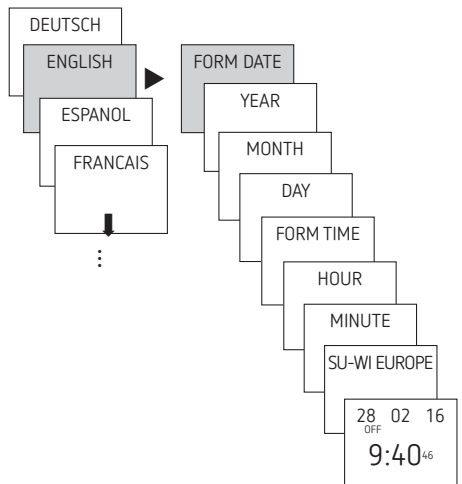 DEUTSCH
ENGLISH
ESPANOL
FRANCAIS
FORM DATE
YEAR
MONTH
DAY
FORM TIME
HOUR
MINUTE
SU-WI EUROPE
28 02 16
OFF
9:40 46